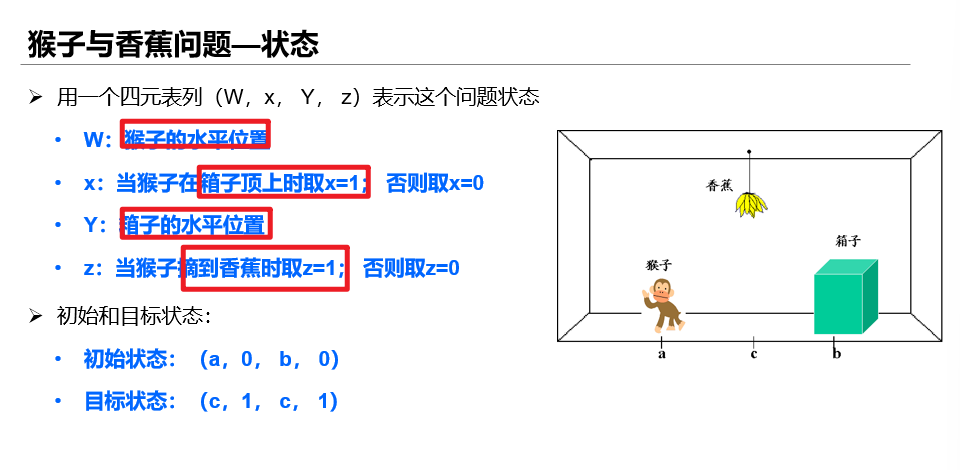 猴子与香蕉问题—状态
➢ 用一个四元表列（W，x， Y， z）表示这个问题状态
• W：猴子的水平位置
• x：当猴子在箱子顶上时取x=1； 否则取x=0
• Y：箱子的水平位置
• z：当猴子摘到香蕉时取z=1； 否则取z=0
➢ 初始和目标状态：
• 初始状态：（a，0， b， 0）
• 目标状态：（c，1， c， 1）
香蕉
箱子
猴子
a c b